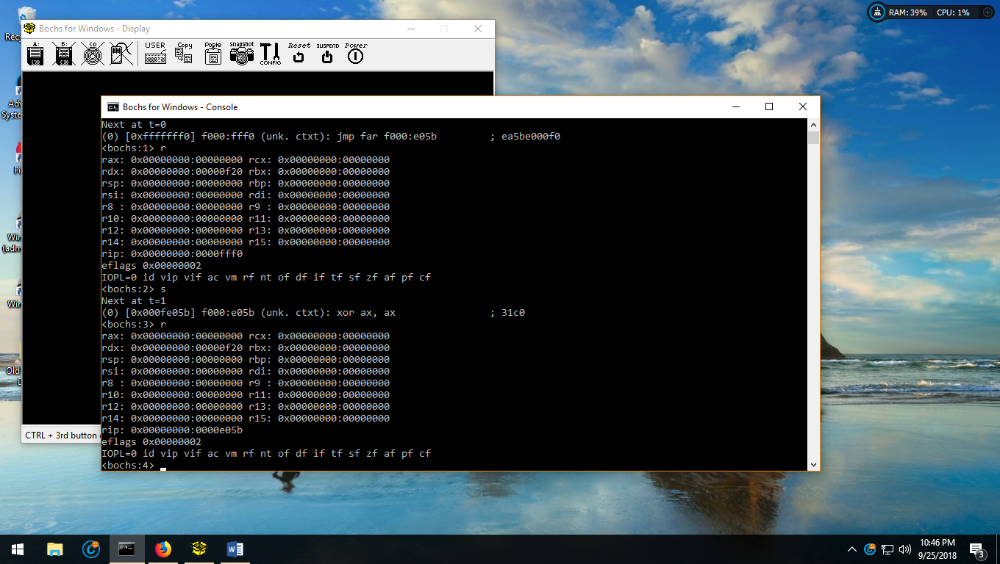 RAM: 39% CPU: 1%
Bochs for Windows - Display
A: B: CD USER Copy Paste snapshot CONFIG Reset SUSPEND Power
Bochs for Windows - Console
Next at t=0
(0) [0xfffffff0] f000:fff0 (unk. ctxt): jmp far f000:e05b ; ea5be000f0
<bochs:1> r
rax: 0x00000000:00000000 rcx: 0x00000000:00000000
rdx: 0x00000000:00000f20 rbx: 0x00000000:00000000
rsp: 0x00000000:00000000 rbp: 0x00000000:00000000
rsi: 0x00000000:00000000 rdi: 0x00000000:00000000
r8 : 0x00000000:00000000 r9 : 0x00000000:00000000
r10: 0x00000000:00000000 r11: 0x00000000:00000000
r12: 0x00000000:00000000 r13: 0x00000000:00000000
r14: 0x00000000:00000000 r15: 0x00000000:00000000
rip: 0x00000000:0000fff0
eflags 0x00000002
IOPL=0 id vip vif ac vm rf nt of df if tf sf zf af pf cf
<bochs:2> s
Next at t=1
(0) [0x000fe05b] f000:e05b (unk. ctxt): xor ax, ax ; 31c0
<bochs:3> r
rax: 0x00000000:00000000 rcx: 0x00000000:00000000
rdx: 0x00000000:00000f20 rbx: 0x00000000:00000000
rsp: 0x00000000:00000000 rbp: 0x00000000:00000000
rsi: 0x00000000:00000000 rdi: 0x00000000:00000000
r8 : 0x00000000:00000000 r9 : 0x00000000:00000000
r10: 0x00000000:00000000 r11: 0x00000000:00000000
r12: 0x00000000:00000000 r13: 0x00000000:00000000
r14: 0x00000000:00000000 r15: 0x00000000:00000000
rip: 0x00000000:0000e05b
eflags 0x00000002
IOPL=0 id vip vif ac vm rf nt of df if tf sf zf af pf cf
<bochs:4>
CTRL + 3rd button
10:46 PM
9/25/2018
3